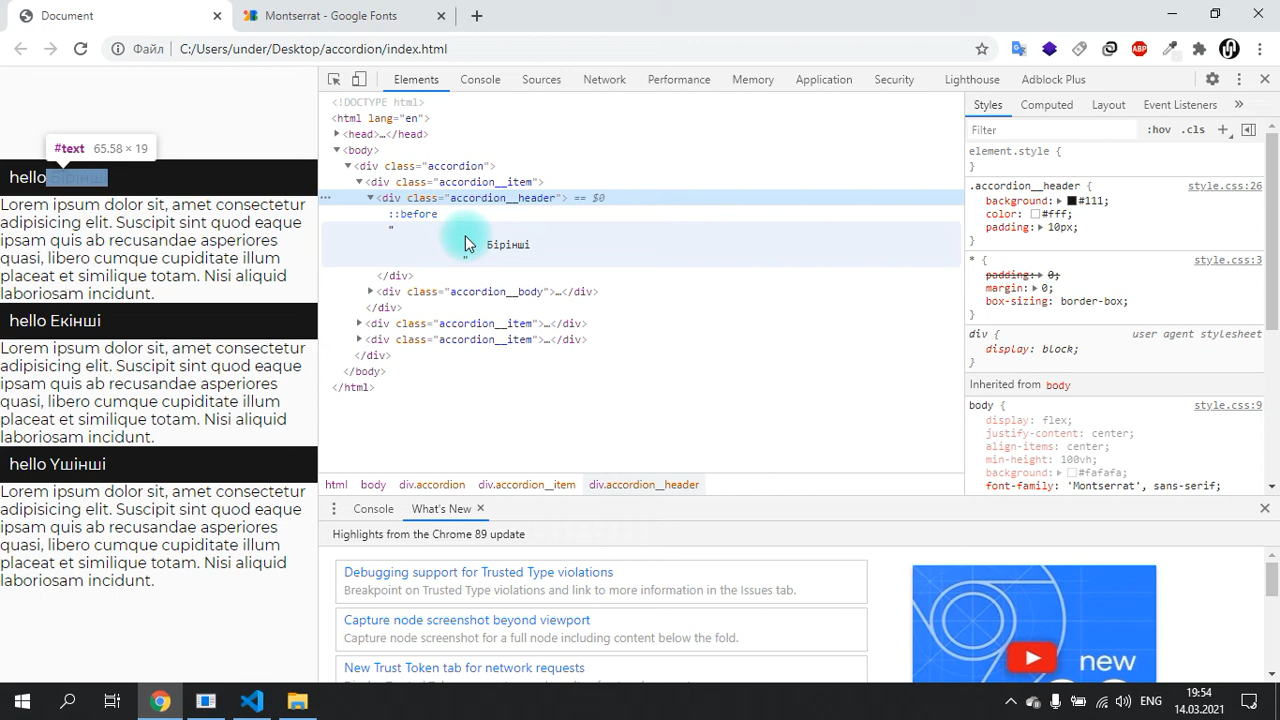 Document
Montserrat - Google Fonts
Файл
C:/Users/under/Desktop/accordion/index.html
ABP
Elements
Console
Sources
Network
Performance
Memory
Application
Security
Lighthouse
Adblock Plus
#text 65.58 × 19
hello Бірінші
Lorem ipsum dolor sit, amet consectetur
adipisicing elit. Suscipit sint quod eaque
ipsam quis ab recusandae asperiores
quasi, libero cumque cupiditate illum
placeat et similique totam. Nisi aliquid
laboriosam incidunt.
hello Екінші
Lorem ipsum dolor sit, amet consectetur
adipisicing elit. Suscipit sint quod eaque
ipsam quis ab recusandae asperiores
quasi, libero cumque cupiditate illum
placeat et similique totam. Nisi aliquid
laboriosam incidunt.
hello Үшінші
Lorem ipsum dolor sit, amet consectetur
adipisicing elit. Suscipit sint quod eaque
ipsam quis ab recusandae asperiores
quasi, libero cumque cupiditate illum
placeat et similique totam. Nisi aliquid
laboriosam incidunt.
<!DOCTYPE html>
<html lang="en">
<head>…</head>
<body>
<div class="accordion">
<div class="accordion__item">
<div class="accordion__header"> == $0
::before
"
Бірінші
"
</div>
<div class="accordion__body">…</div>
</div>
<div class="accordion__item">…</div>
<div class="accordion__item">…</div>
</div>
</body>
</html>
html body div.accordion div.accordion__item div.accordion__header
Styles Computed Layout Event Listeners »
Filter :hov .cls +
element.style {
}
.accordion__header { style.css:26
background: #111;
color: #fff;
padding: 10px;
}
* { style.css:3
padding: 0;
margin: 0;
box-sizing: border-box;
}
div { user agent stylesheet
display: block;
}
Inherited from body
body { style.css:9
display: flex;
justify-content: center;
align-items: center;
min-height: 100vh;
background: #fafafa;
font-family: 'Montserrat', sans-serif;
Console What's New
Highlights from the Chrome 89 update
Debugging support for Trusted Type violations
Breakpoint on Trusted Type violations and link to more information in the Issues tab.
Capture node screenshot beyond viewport
Capture node screenshot for a full node including content below the fold.
New Trust Token tab for network requests
new
ENG
19:54
14.03.2021